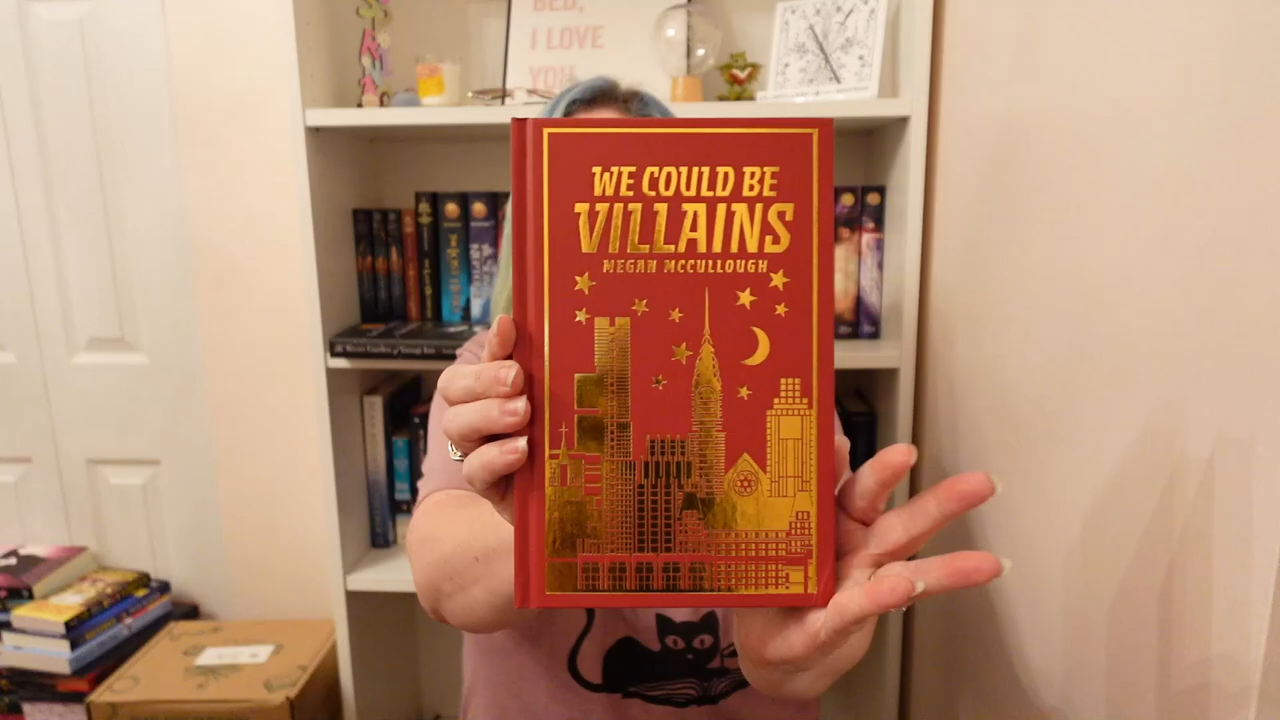 BED,
I LOVE
YOU
WE COULD BE
VILLAINS
MEGAN MCCULLOUGH